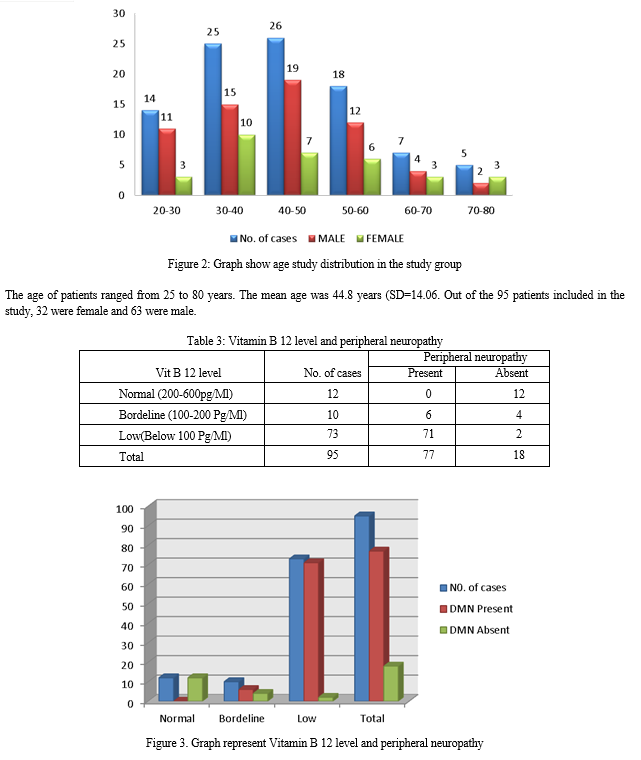 30
25
20
15
10
5
0
14 11 3
25 15 10
26 19 7
18 12 6
7 4 3
5 2 3
20-30 30-40 40-50 50-60 60-70 70-80
No. of cases MALE FEMALE
Figure 2: Graph show age study distribution in the study group
The age of patients ranged from 25 to 80 years. The mean age was 44.8 years (SD=14.06. Out of the 95 patients included in the
study, 32 were female and 63 were male.
Table 3: Vitamin B 12 level and peripheral neuropathy
Vit B 12 level No. of cases Peripheral neuropathy
Present Absent
Normal (200-600pg/Ml) 12 0 12
Bordeline (100-200 Pg/Ml) 10 6 4
Low(Below 100 Pg/Ml) 73 71 2
Total 95 77 18
100
90
80
70
60
50
40
30
20
10
0
Normal Bordeline Low Total
N0. of cases
DMN Present
DMN Absent
Figure 3. Graph represent Vitamin B 12 level and peripheral neuropathy